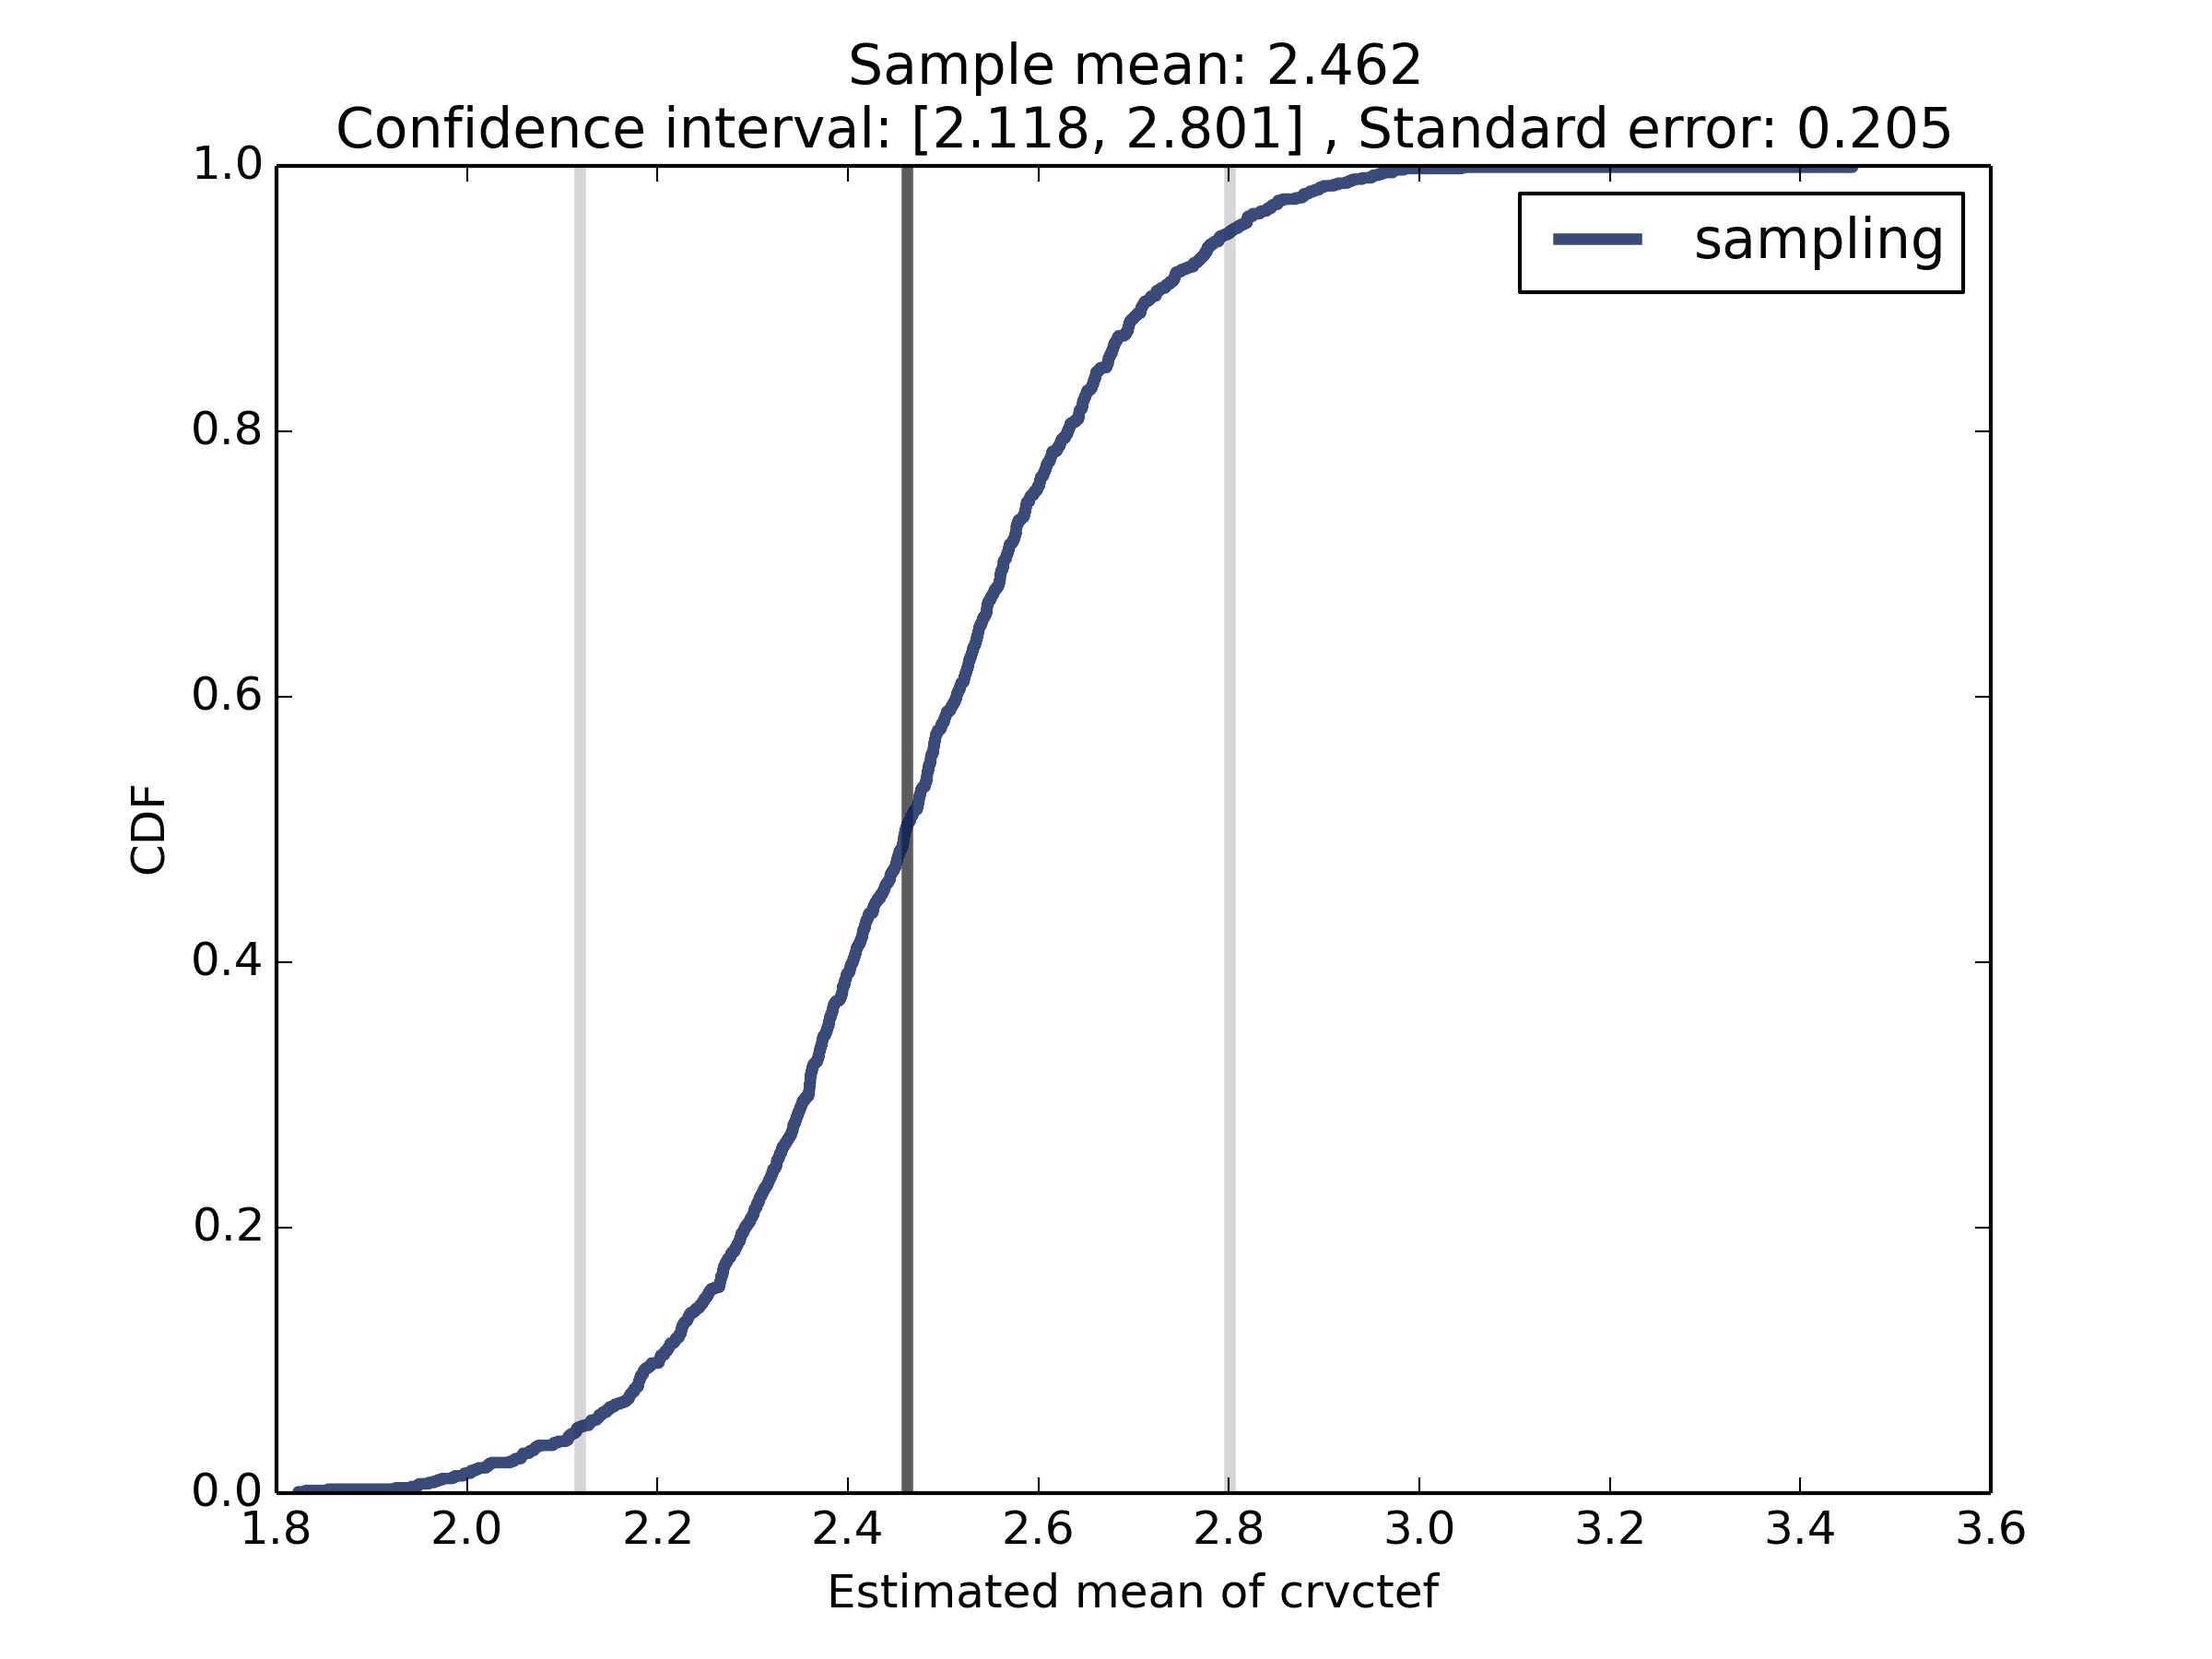 Sample mean: 2.462
Confidence interval: [2.118, 2.801] , Standard error: 0.205
sampling
1.0
0.8
0.6
0.4
0.2
0.0
CDF
1.8 2.0 2.2 2.4 2.6 2.8 3.0 3.2 3.4 3.6
Estimated mean of crvctef